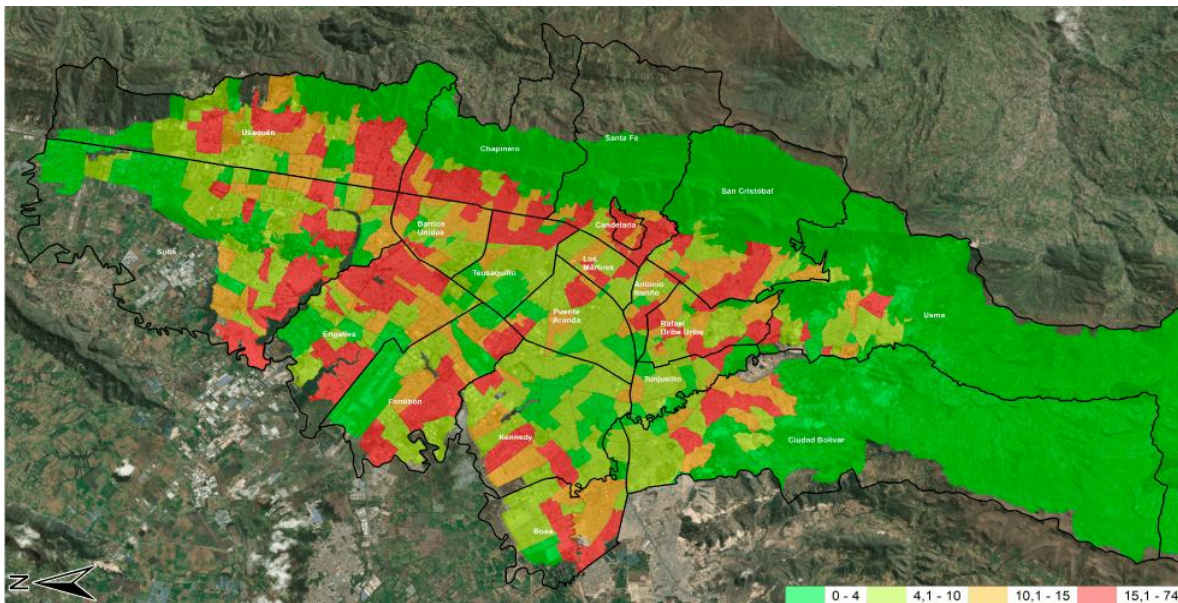 Usaquén
Chapinero
Santa Fe
San Cristóbal
Suba
Barrios
Unidos
Candelaria
Teusaquillo
Los
Mártires
Antonio
Nariño
Puente
Aranda
Rafael
Uribe Uribe
Usme
Engativa
Tunjuelito
Fontibón
Kennedy
Ciudad Bolívar
Bosa
N
0 - 4
4,1 - 10
10,1 - 15
15,1 - 74